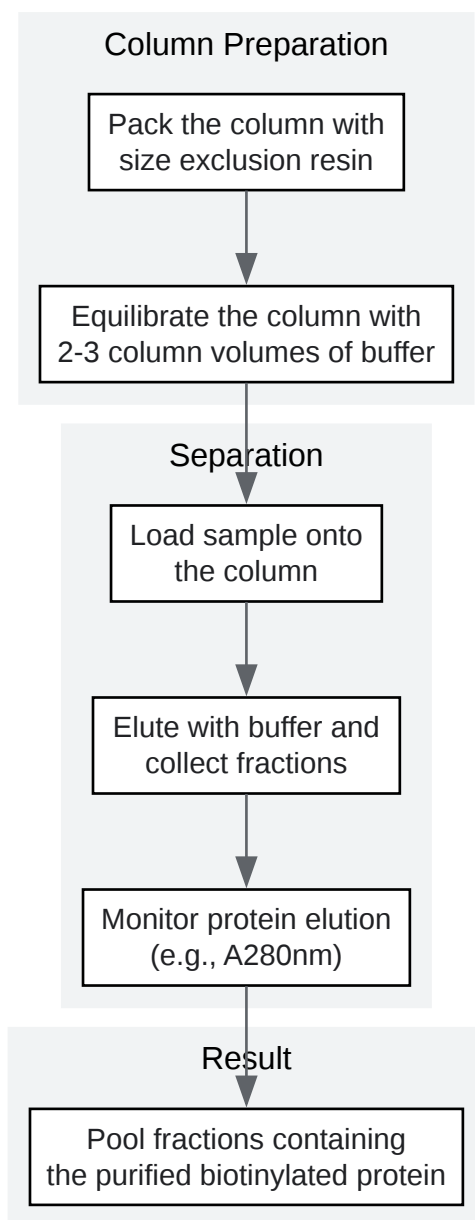 Column Preparation
Pack the column with
size exclusion resin
Equilibrate the column with
2-3 column volumes of buffer
Separation
Load sample onto
the column
Elute with buffer and
collect fractions
Monitor protein elution
(e.g., A280nm)
Result
Pool fractions containing
the purified biotinylated protein